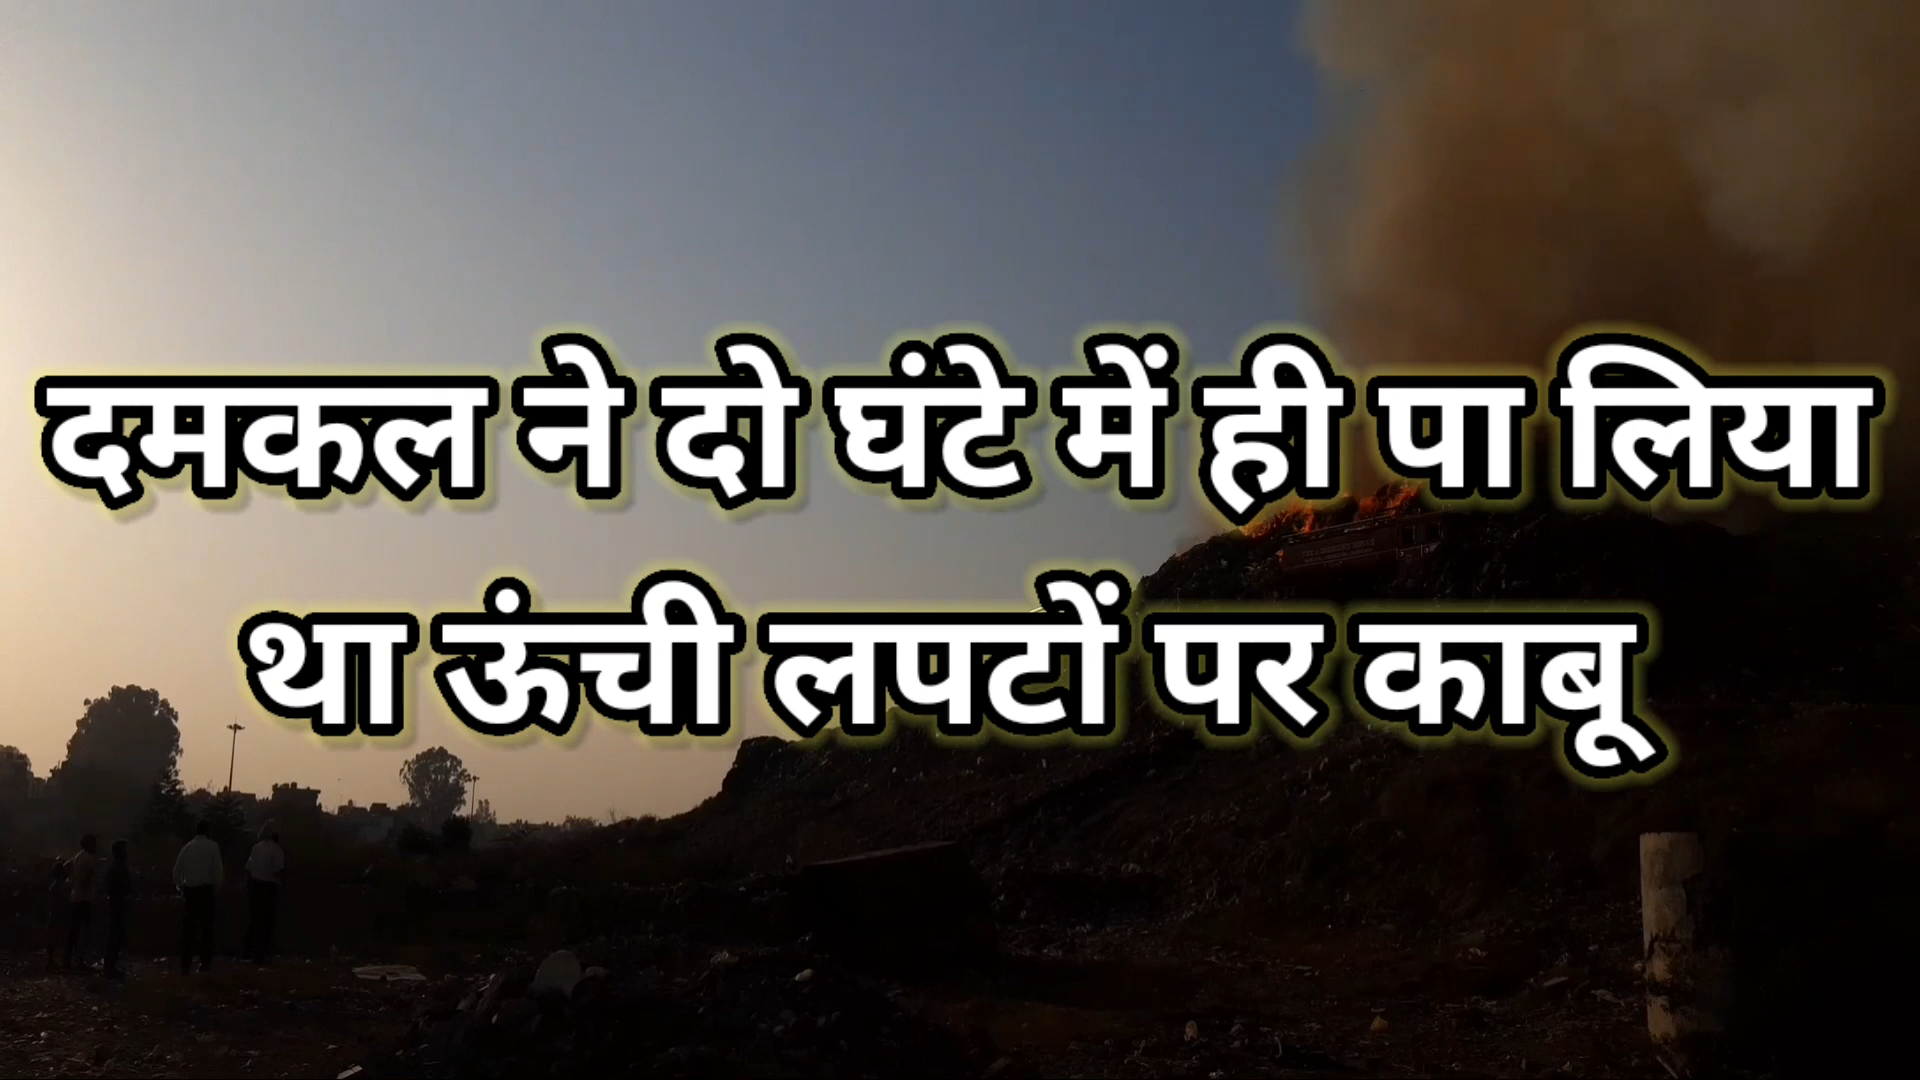 दमकल ने दो घंटे में ही पा लिया
था ऊंची लपटों पर काबू